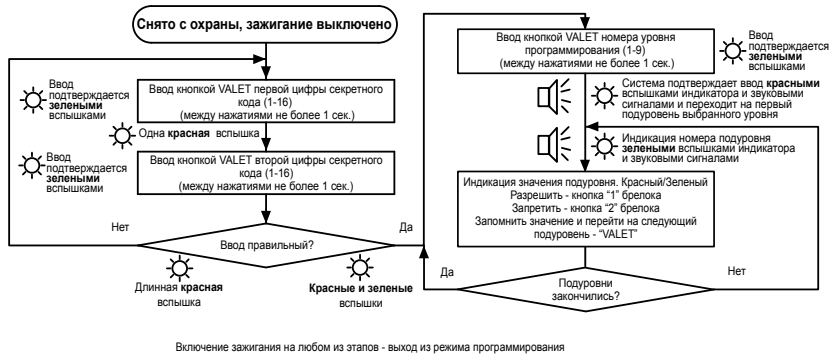 Снято с охраны, зажигание выключено
Ввод
подтверждается
зелеными
вспышками
Ввод кнопкой VALET первой цифры секретного
кода (1-16)
(между нажатиями не более 1 сек.)
Одна красная вспышка
Ввод
подтверждается
зелеными
вспышками
Ввод кнопкой VALET второй цифры секретного
кода (1-16)
(между нажатиями не более 1 сек.)
Нет
Ввод правильный?
Да
Длинная красная
вспышка
Красные и зеленые
вспышки
Ввод кнопкой VALET номера уровня
программирования (1-9)
(между нажатиями не более 1 сек.)
Ввод
подтверждается
зелеными
вспышками
Система подтверждает ввод красными
вспышками индикатора и звуковыми
сигналами и переходит на первый
подуровень выбранного уровня
Индикация номера подуровня
зелеными вспышками индикатора
и звуковыми сигналами
Индикация значения подуровня. Красный/Зеленый
Разрешить - кнопка “1” брелока
Запретить - кнопка “2” брелока
Запомнить значение и перейти на следующий
подуровень - “VALET”
Да
Подуровни
закончились?
Нет
Включение зажигания на любом из этапов - выход из режима программирования